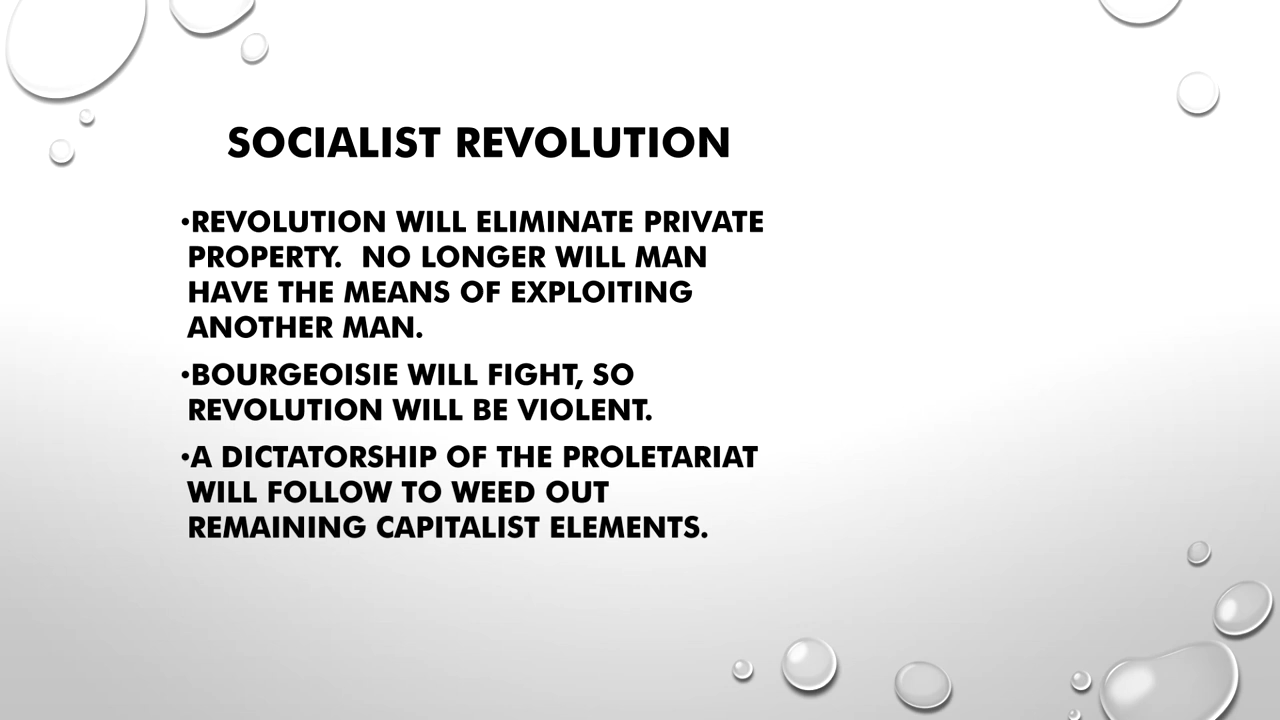 SOCIALIST REVOLUTION
•REVOLUTION WILL ELIMINATE PRIVATE
PROPERTY.  NO LONGER WILL MAN
HAVE THE MEANS OF EXPLOITING
ANOTHER MAN.
•BOURGEOISIE WILL FIGHT, SO
REVOLUTION WILL BE VIOLENT.
•A DICTATORSHIP OF THE PROLETARIAT
WILL FOLLOW TO WEED OUT
REMAINING CAPITALIST ELEMENTS.